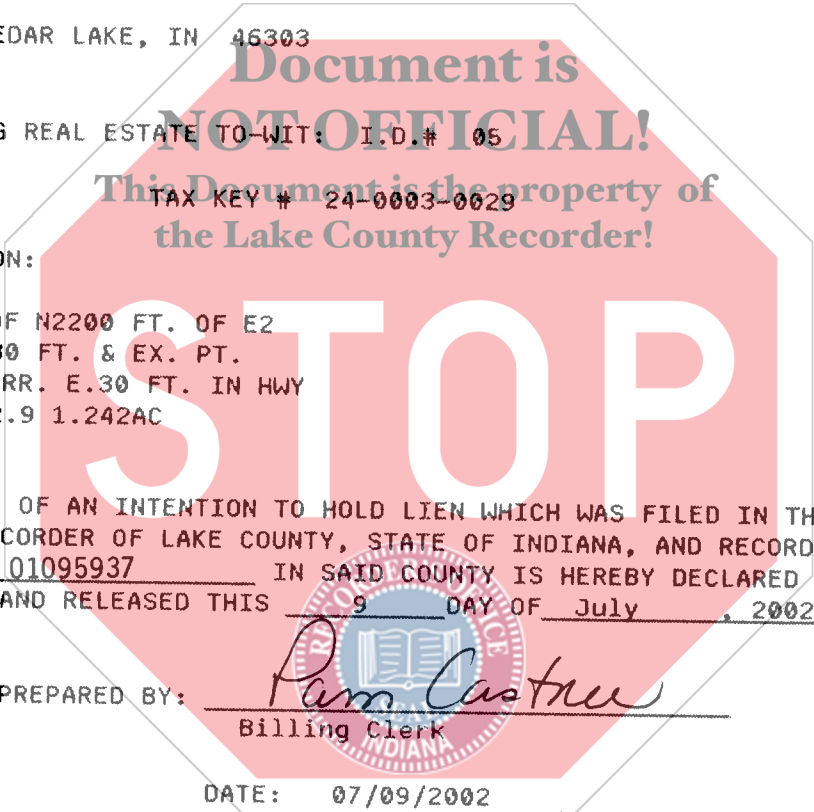 EDAR LAKE, IN 46303
Document is
NOT OFFICIAL!
G REAL ESTATE TO-WIT: I.D.# 05
This Document is the property of
TAX KEY # 24-0003-0029
the Lake County Recorder!
ON:
OF N2200 FT. OF E2
0 FT. & EX. PT.
RR. E.30 FT. IN HWY
.9 1.242AC
STOP
OF AN INTENTION TO HOLD LIEN WHICH WAS FILED IN TH
CORDER OF LAKE COUNTY, STATE OF INDIANA, AND RECORD
01095937 IN SAID COUNTY IS HEREBY DECLARED
AND RELEASED THIS 9 DAY OF July, 2002
PREPARED BY: Pam Castner
Billing Clerk
SEAL
INDIANA
DATE: 07/09/2002